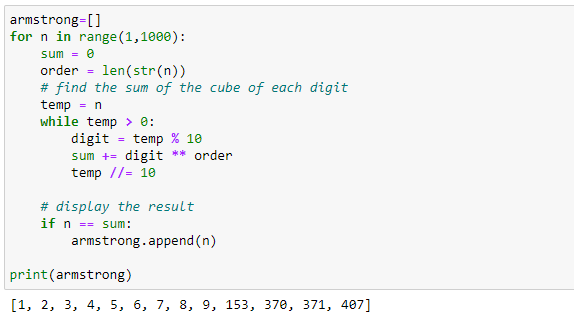 armstrong=[]
for n in range(1,1000):
    sum = 0
    order = len(str(n))
    # find the sum of the cube of each digit
    temp = n
    while temp > 0:
        digit = temp % 10
        sum += digit ** order
        temp //= 10

    # display the result
    if n == sum:
        armstrong.append(n)

print(armstrong)
[1, 2, 3, 4, 5, 6, 7, 8, 9, 153, 370, 371, 407]